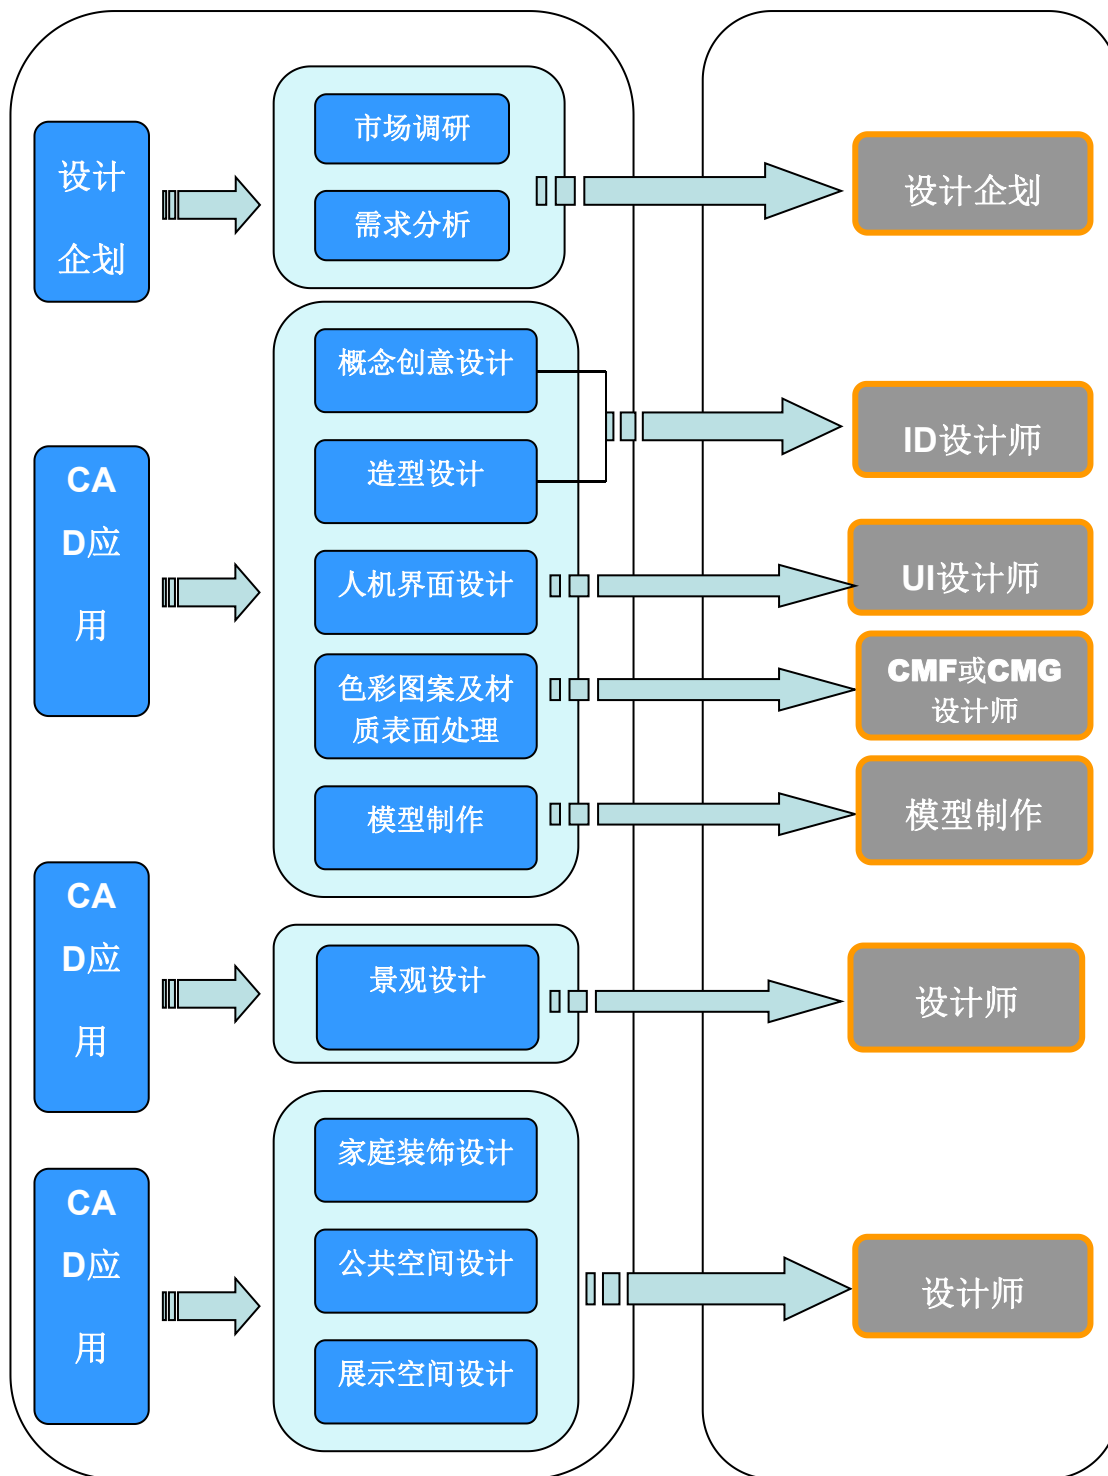 设计
企划
市场调研
需求分析
设计企划
CA
D应
用
概念创意设计
造型设计
人机界面设计
色彩图案及材
质表面处理
模型制作
ID设计师
UI设计师
CMF或CMG
设计师
模型制作
CA
D应
用
景观设计
设计师
CA
D应
用
家庭装饰设计
公共空间设计
展示空间设计
设计师